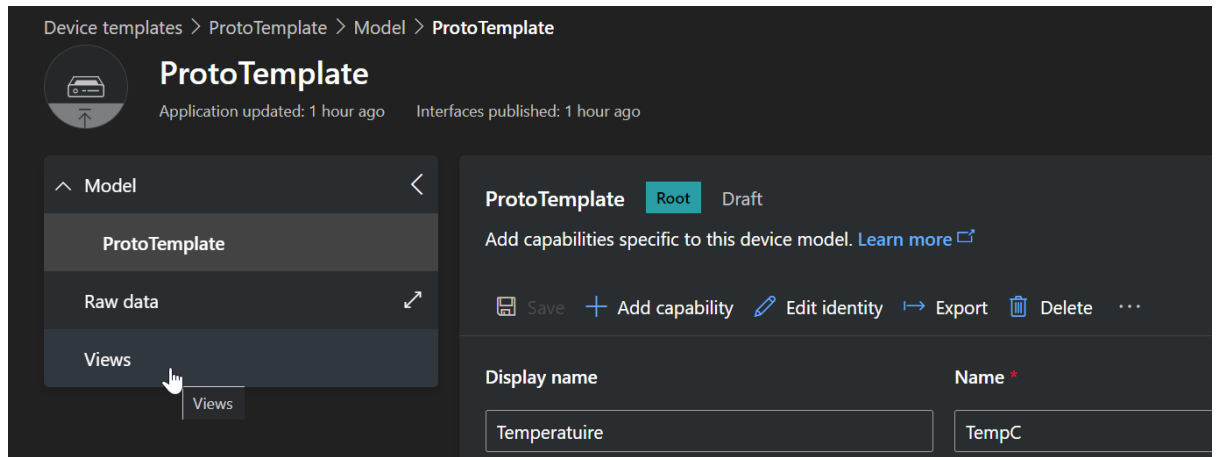 Device templates > ProtoTemplate > Model > ProtoTemplate
ProtoTemplate
Application updated: 1 hour ago Interfaces published: 1 hour ago
Model
ProtoTemplate
Raw data
Views
Views
ProtoTemplate Root Draft
Add capabilities specific to this device model. Learn more
Save Add capability Edit identity Export Delete ...
Display name Name *
Temperatuire TempC